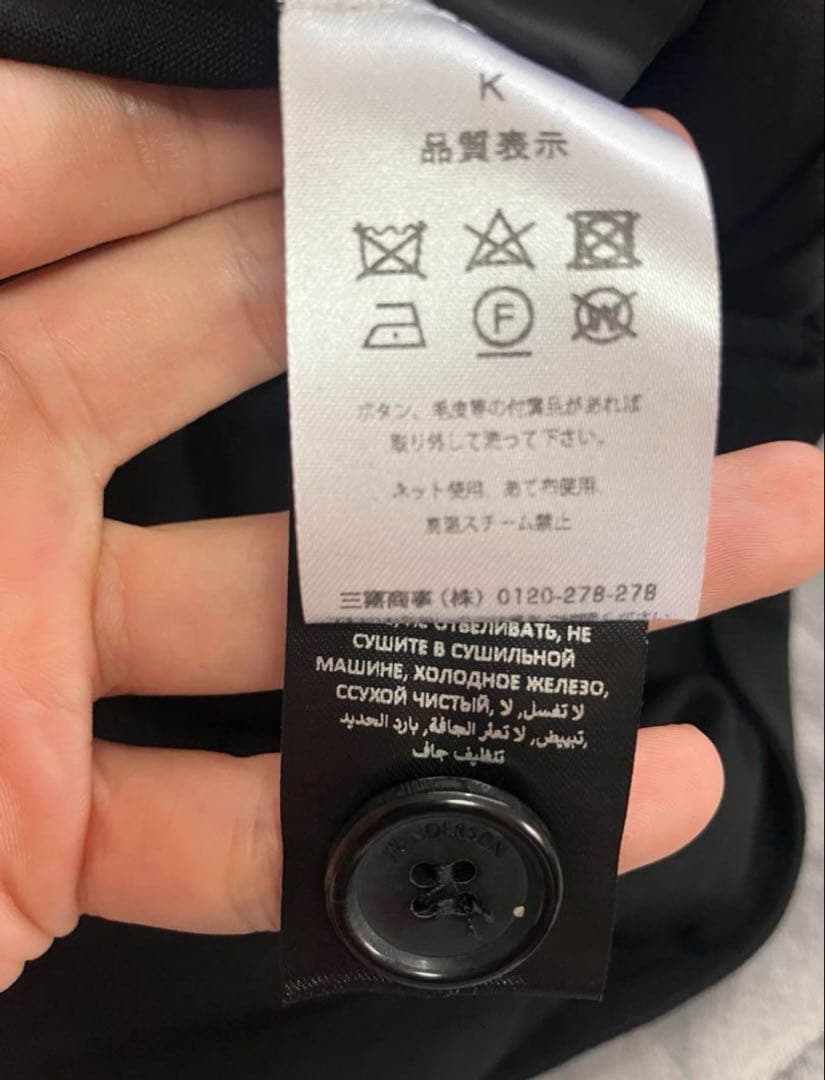 K
品質表示
F
W
ボタン、毛皮等の付属品があれば
取り外して洗って下さい。
ネット使用 あて布使用
高温スチーム禁止
三喜商事（株）0120-278-278
ОТБЕЛИВАТЬ, НЕ
СУШИТЕ В СУШИЛЬНОЙ
МАШИНЕ, ХОЛОДНОЕ ЖЕЛЕЗО,
ССУХОЙ ЧИСТЫЙ, لا تغسل, لا
تبييض, لا تعثر الجافة, بارد الحديد,
تنظيف جاف
JW ANDERSON